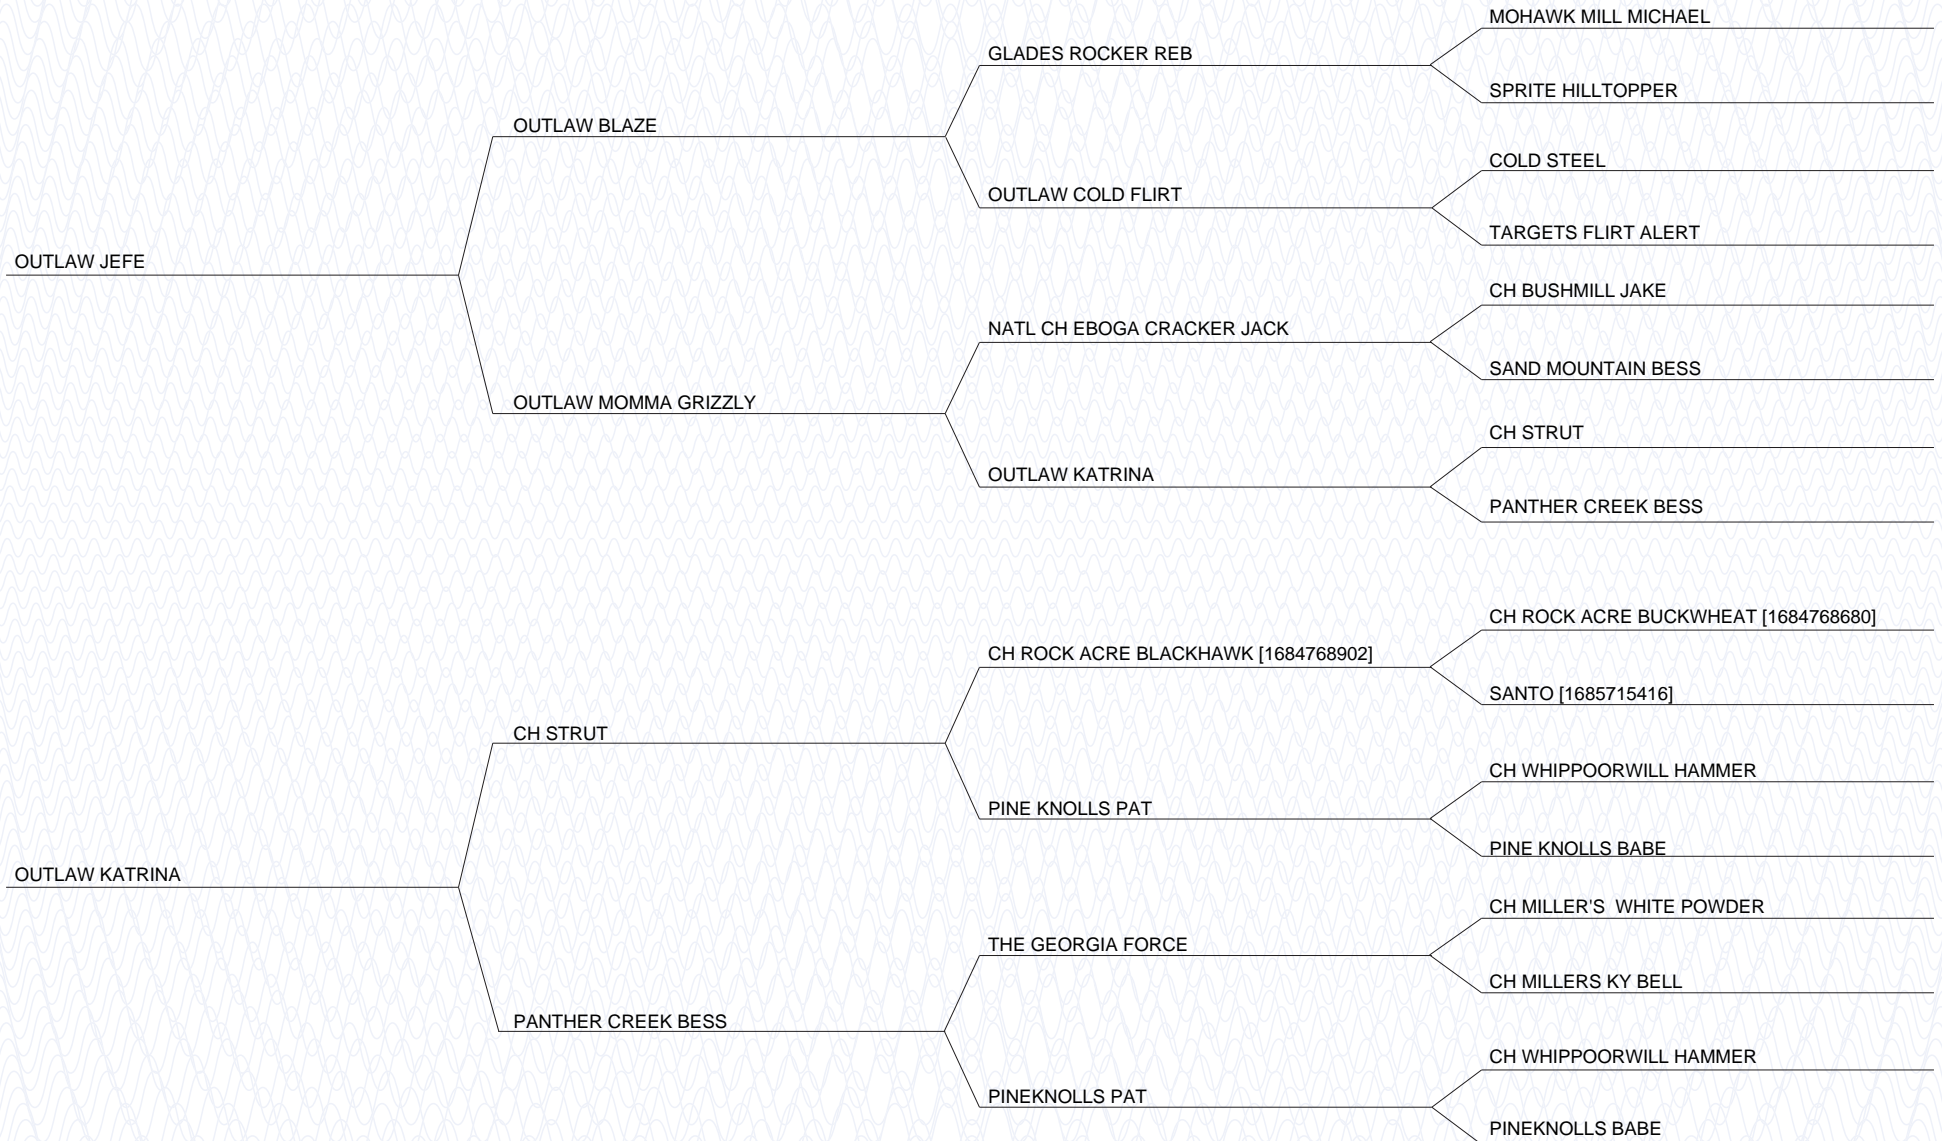 MOHAWK MILL MICHAEL
GLADES ROCKER REB
SPRITE HILLTOPPER
OUTLAW BLAZE
COLD STEEL
OUTLAW COLD FLIRT
TARGETS FLIRT ALERT
OUTLAW JEFE
CH BUSHMILL JAKE
NATL CH EBOGA CRACKER JACK
SAND MOUNTAIN BESS
OUTLAW MOMMA GRIZZLY
CH STRUT
OUTLAW KATRINA
PANTHER CREEK BESS
CH ROCK ACRE BUCKWHEAT [1684768680]
CH ROCK ACRE BLACKHAWK [1684768902]
SANTO [1685715416]
CH STRUT
CH WHIPPOORWILL HAMMER
PINE KNOLLS PAT
PINE KNOLLS BABE
OUTLAW KATRINA
CH MILLER'S  WHITE POWDER
THE GEORGIA FORCE
CH MILLERS KY BELL
PANTHER CREEK BESS
CH WHIPPOORWILL HAMMER
PINEKNOLLS PAT
PINEKNOLLS BABE